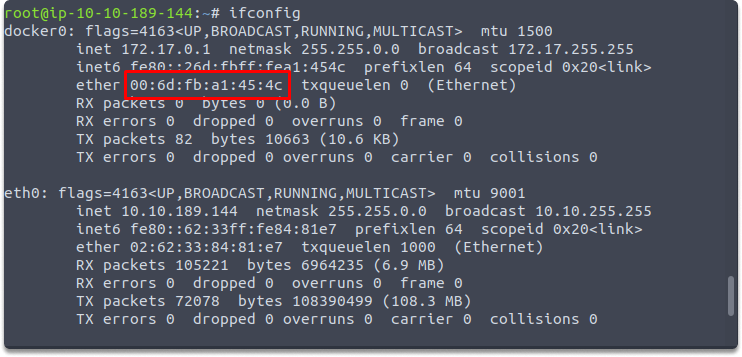 root@ip-10-10-189-144:~# ifconfig
docker0: flags=4163<UP,BROADCAST,RUNNING,MULTICAST>  mtu 1500
        inet 172.17.0.1  netmask 255.255.0.0  broadcast 172.17.255.255
        inet6 fe80::26d:fbff:fea1:454c  prefixlen 64  scopeid 0x20<link>
        ether 00:6d:fb:a1:45:4c  txqueuelen 0  (Ethernet)
        RX packets 0  bytes 0 (0.0 B)
        RX errors 0  dropped 0  overruns 0  frame 0
        TX packets 82  bytes 10663 (10.6 KB)
        TX errors 0  dropped 0 overruns 0  carrier 0  collisions 0

eth0: flags=4163<UP,BROADCAST,RUNNING,MULTICAST>  mtu 9001
        inet 10.10.189.144  netmask 255.255.0.0  broadcast 10.10.255.255
        inet6 fe80::62:33ff:fe84:81e7  prefixlen 64  scopeid 0x20<link>
        ether 02:62:33:84:81:e7  txqueuelen 1000  (Ethernet)
        RX packets 105221  bytes 6964235 (6.9 MB)
        RX errors 0  dropped 0  overruns 0  frame 0
        TX packets 72078  bytes 108390499 (108.3 MB)
        TX errors 0  dropped 0 overruns 0  carrier 0  collisions 0